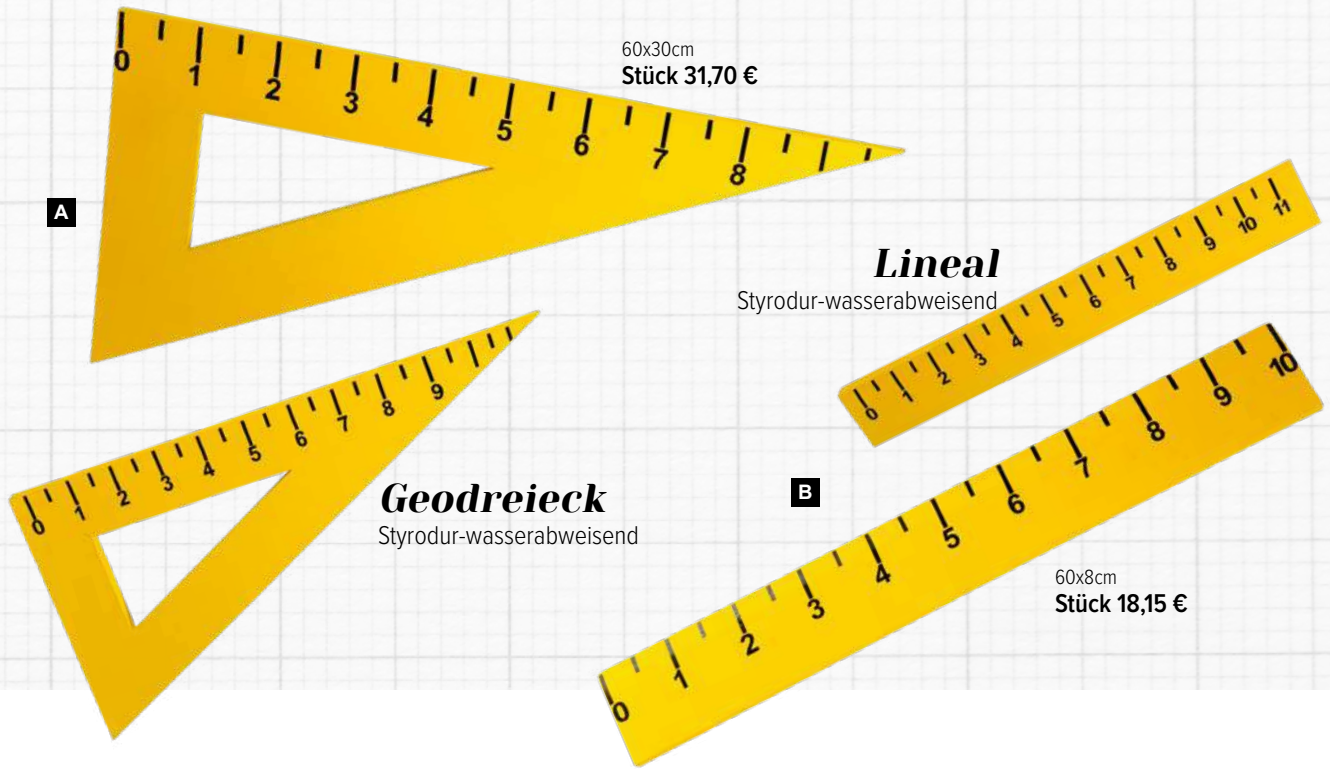 60x30cm
Stück 31,70 €
0 1 2 3 4 5 6 7 8
A
Lineal
Styrodur-wasserabweisend
0 1 2 3 4 5 6 7 8 9 10 11
0 1 2 3 4 5 6 7 8 9
Geodreieck
Styrodur-wasserabweisend
B
0 1 2 3 4 5 6 7 8 9 10
60x8cm
Stück 18,15 €